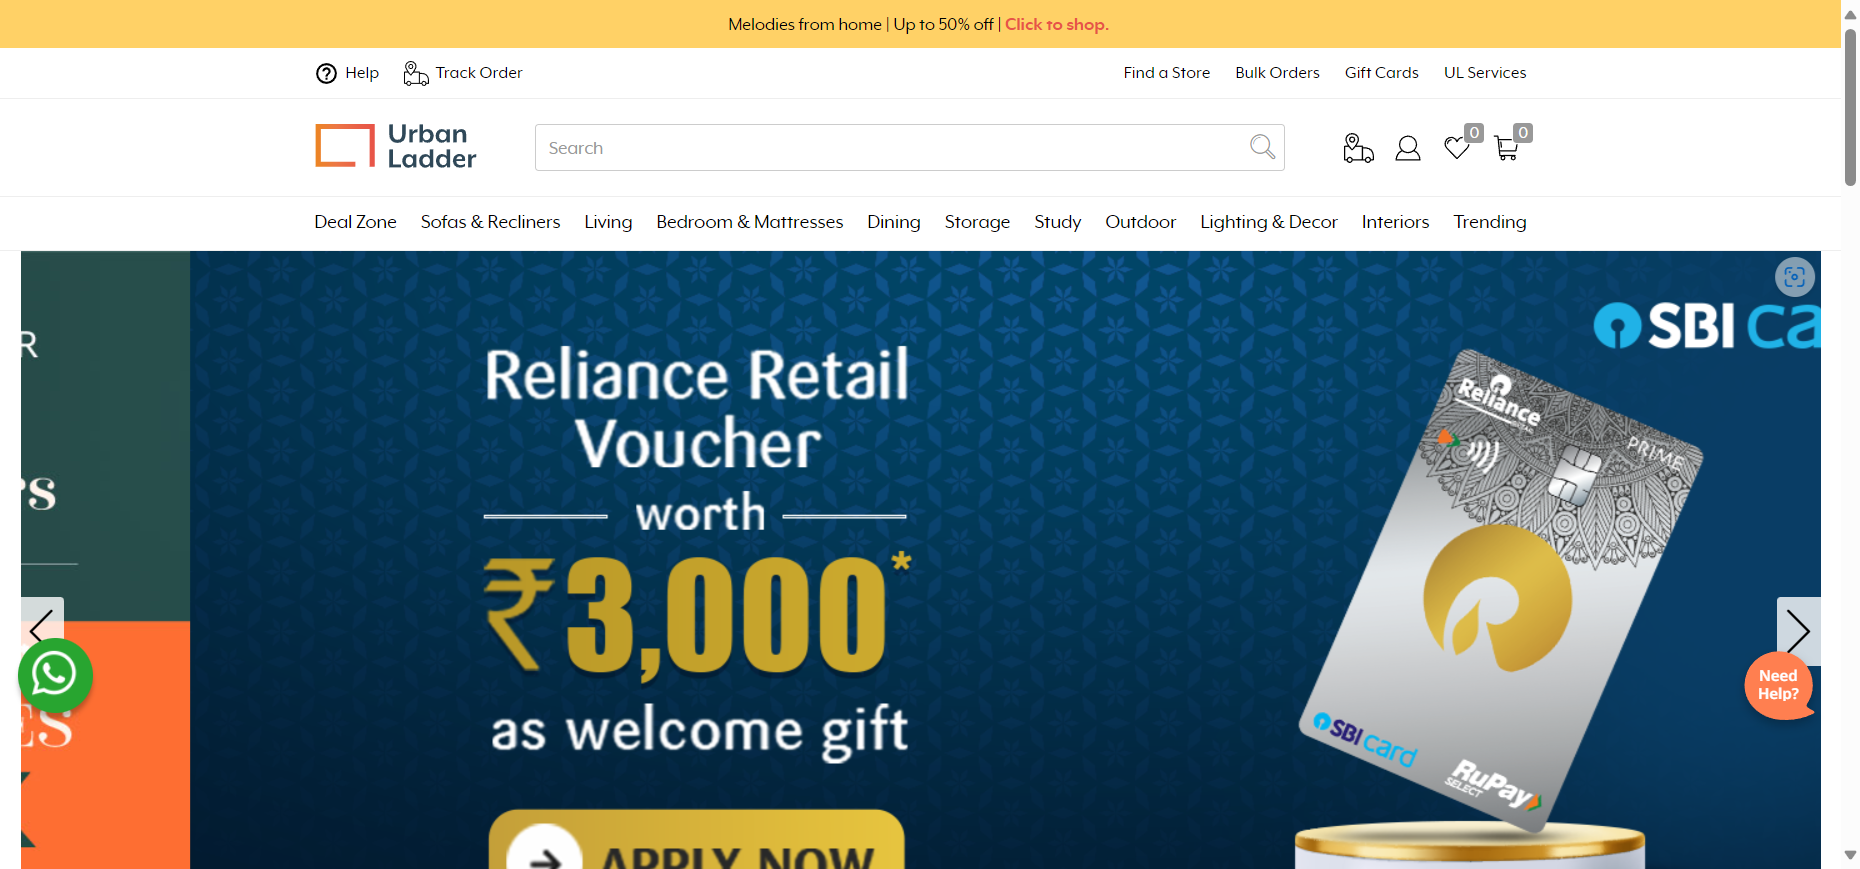 Melodies from home | Up to 50% off | Click to shop.
Help
Track Order
Find a Store
Bulk Orders
Gift Cards
UL Services
Urban
Ladder
Search
0
0
Deal Zone
Sofas & Recliners
Living
Bedroom & Mattresses
Dining
Storage
Study
Outdoor
Lighting & Decor
Interiors
Trending
R
rs
ES
Reliance Retail
Voucher
worth
₹3,000*
as welcome gift
APPLY NOW
SBI ca
Reliance
PRIME
SBI card
RuPay
SELECT
Need
Help?